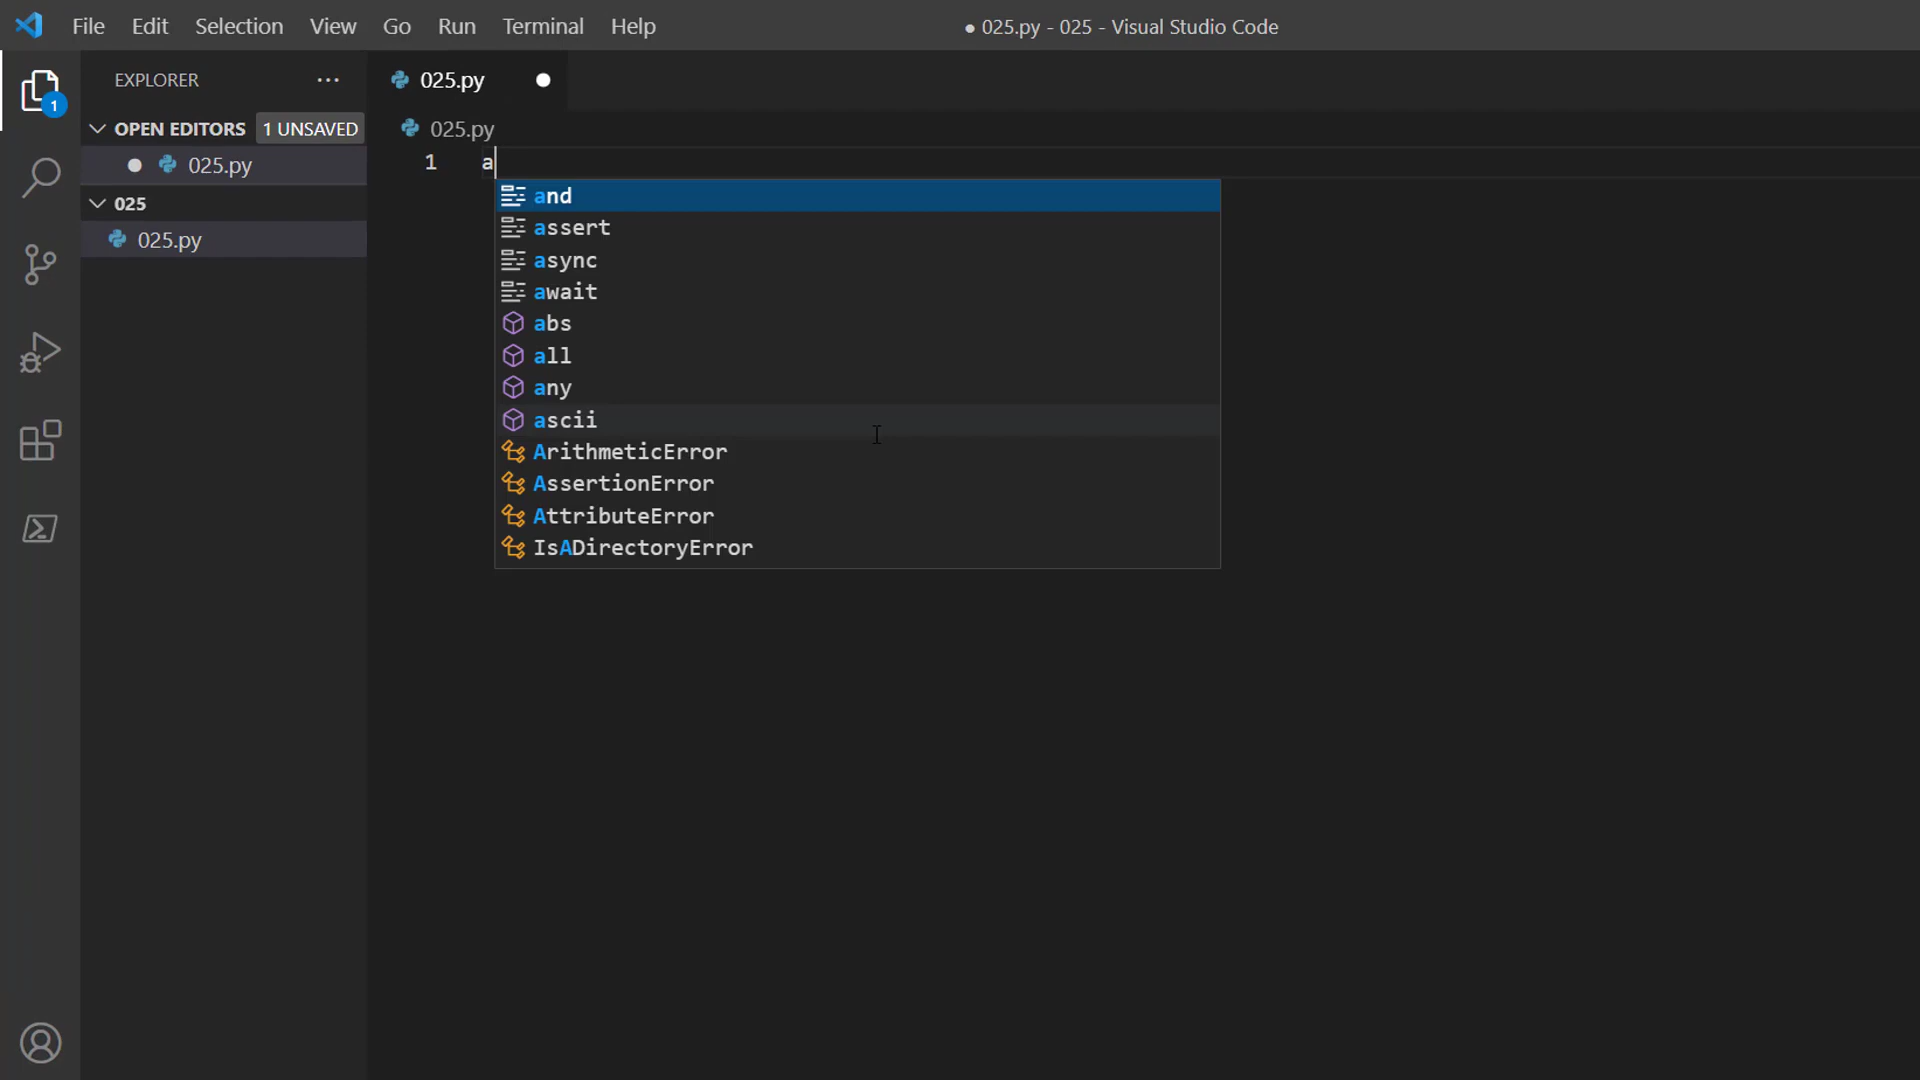 File Edit Selection View Go Run Terminal Help
● 025.py - 025 - Visual Studio Code
EXPLORER ...
025.py
1
OPEN EDITORS 1 UNSAVED
025.py
025.py
1 a
025
025.py
and
assert
async
await
abs
all
any
ascii
ArithmeticError
AssertionError
AttributeError
IsADirectoryError